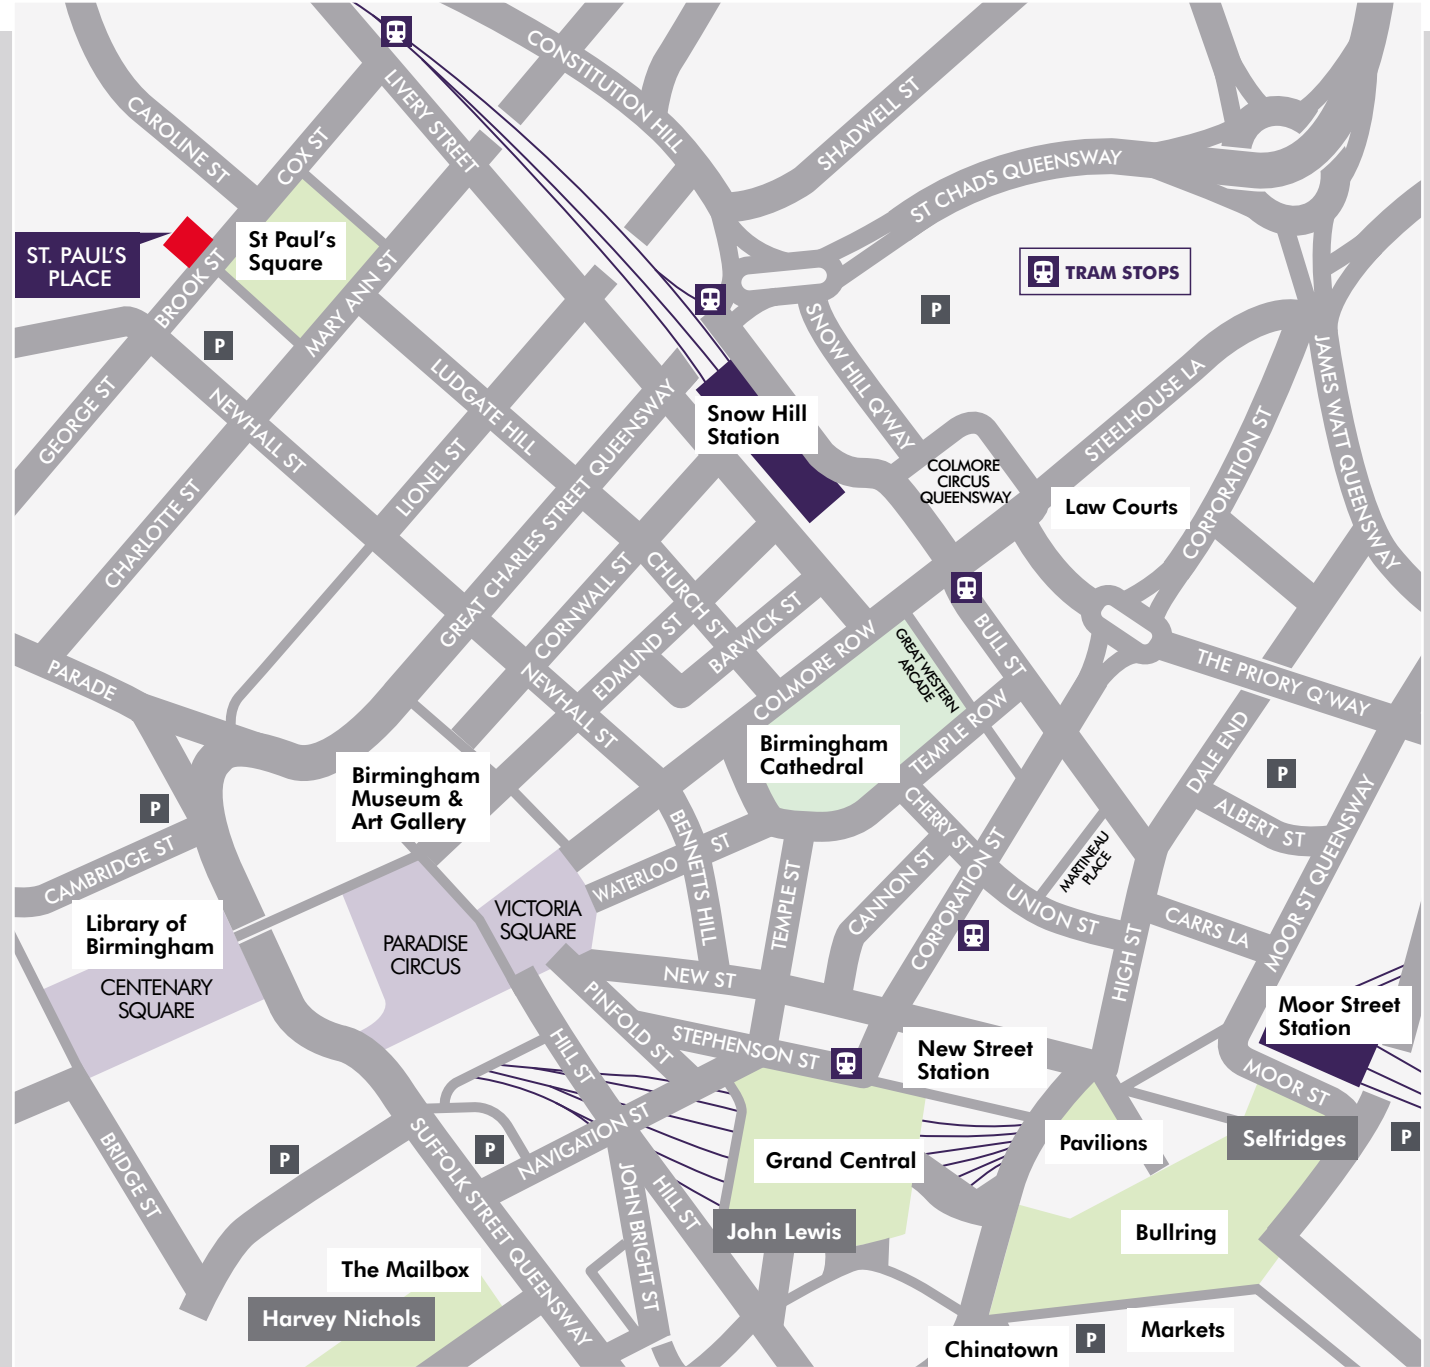 CONSTITUTION HILL
LIVERY STREET
CAROLINE ST
COX ST
SHADWELL ST
ST CHADS QUEENSWAY
ST. PAUL'S
PLACE
St Paul's
Square
BROOK ST
MARY ANN ST
TRAM STOPS
P
P
SNOW HILL Q'WAY
JAMES WATT QUEENSWAY
GEORGE ST
NEWHALL ST
LUDGATE HILL
STEELHOUSE LA
Snow Hill
Station
GREAT CHARLES STREET QUEENSWAY
LIONEL ST
COLMORE
CIRCUS
QUEENSWAY
Law Courts
CORPORATION ST
CHARLOTTE ST
CORNWALL ST
CHURCH ST
EDMUND ST
BARWICK ST
COLMORE ROW
GREAT WESTERN
ARCADE
BULL ST
PARADE
NEWHALL ST
THE PRIORY Q'WAY
TEMPLE ROW
Birmingham
Cathedral
DALE END
P
Birmingham
Museum &
Art Gallery
P
CHERRY ST
ALBERT ST
MOOR ST QUEENSWAY
CAMBRIDGE ST
BENNETTS HILL
WATERLOO ST
TEMPLE ST
CANNON ST
CORPORATION ST
MARTINEAU
PLACE
UNION ST
CARRS LA
HIGH ST
Library of
Birmingham
VICTORIA
SQUARE
PARADISE
CIRCUS
CENTENARY
SQUARE
NEW ST
PINFOLD ST
STEPHENSON ST
New Street
Station
Moor Street
Station
MOOR ST
HILL ST
NAVIGATION ST
SUFFOLK STREET QUEENSWAY
BRIDGE ST
P
P
Grand Central
Pavilions
Selfridges
P
JOHN BRIGHT ST
HILL ST
John Lewis
Bullring
The Mailbox
Harvey Nichols
Chinatown
P
Markets